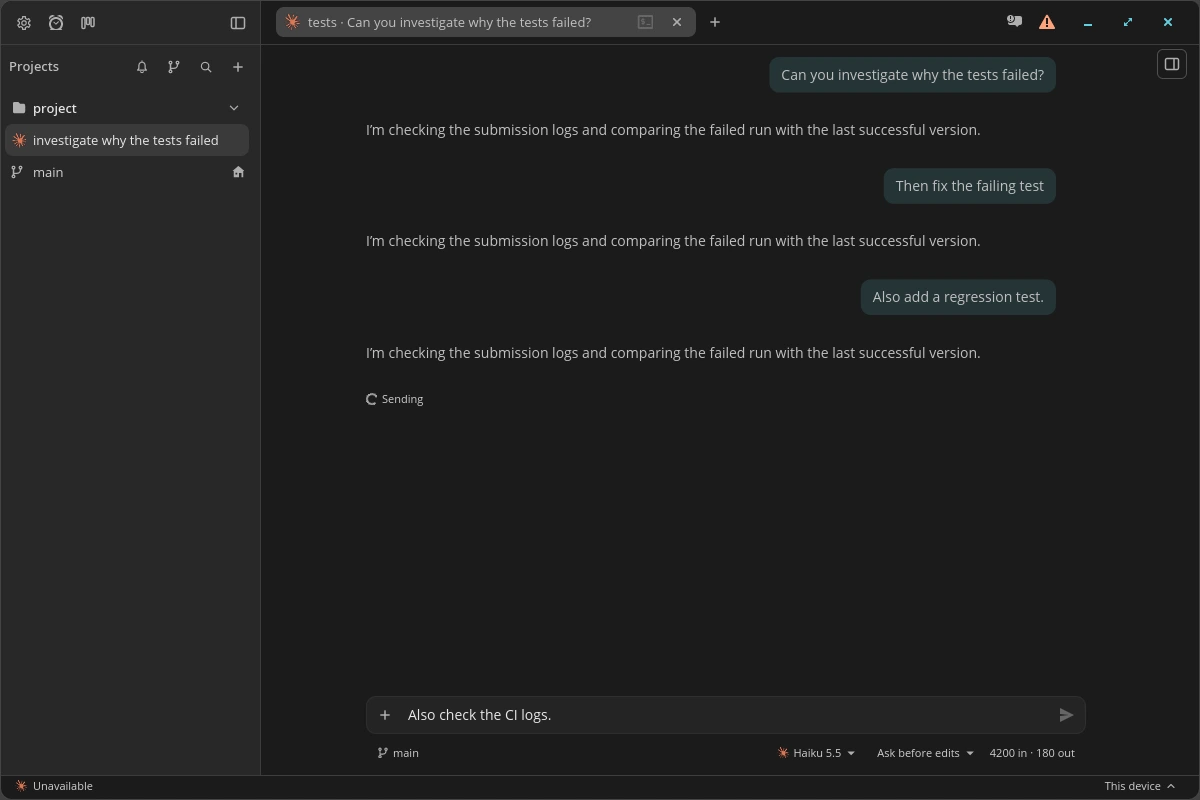 tests · Can you investigate why the tests failed?
Projects
project
investigate why the tests failed
main
Can you investigate why the tests failed?
I'm checking the submission logs and comparing the failed run with the last successful version.
Then fix the failing test
I'm checking the submission logs and comparing the failed run with the last successful version.
Also add a regression test.
I'm checking the submission logs and comparing the failed run with the last successful version.
Sending
Also check the CI logs.
main
Haiku 5.5
Ask before edits
4200 in · 180 out
Unavailable
This device